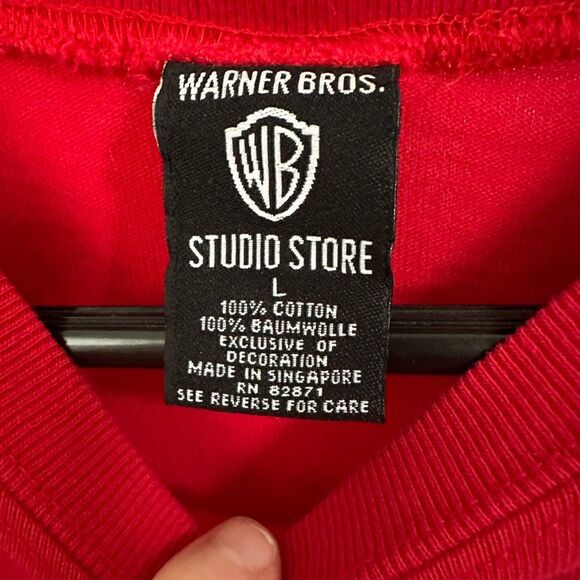 WARNER BROS.
WB
STUDIO STORE
L
100% COTTON
100% BAUMWOLLE
EXCLUSIVE OF
DECORATION
MADE IN SINGAPORE
RN 82871
SEE REVERSE FOR CARE